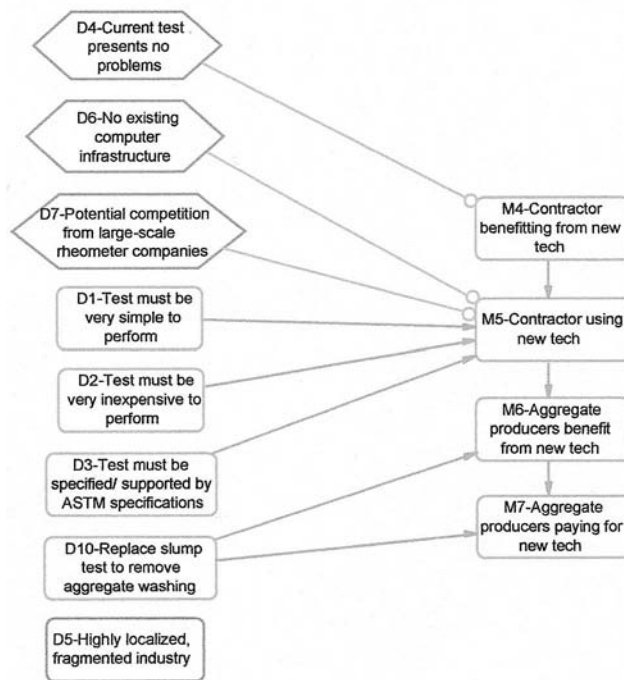 D4-Current test
presents no
problems
D6-No existing
computer
infrastructure
D7-Potential competition
from large-scale
rheometer companies
D1-Test must be
very simple to
perform
D2-Test must be
very inexpensive to
perform
D3-Test must be
specified/ supported by
ASTM specifications
D10-Replace slump
test to remove
aggregate washing
D5-Highly localized,
fragmented industry
M4-Contractor
benefitting from new
tech
M5-Contractor using
new tech
M6-Aggregate
producers benefit
from new tech
M7-Aggregate
producers paying for
new tech